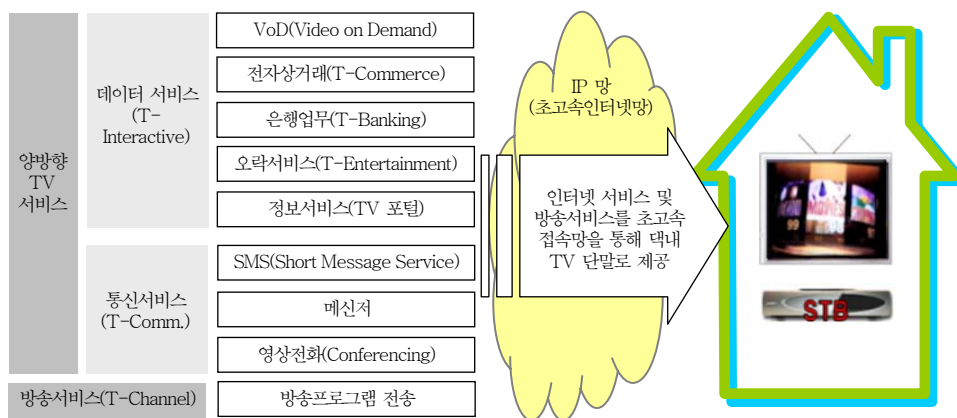 양방향
TV
서비스
데이터 서비스
(T-
Interactive)
VoD(Video on Demand)
전자상거래(T-Commerce)
은행업무(T-Banking)
오락서비스(T-Entertainment)
정보서비스(TV 포털)
통신서비스
(T-Comm.)
SMS(Short Message Service)
메신저
영상전화(Conferencing)
방송서비스(T-Channel)
방송프로그램 전송
IP 망
(초고속인터넷망)
인터넷 서비스 및
방송서비스를 초고속
접속망을 통해 댁내
TV 단말로 제공
MOVIES
99
STB